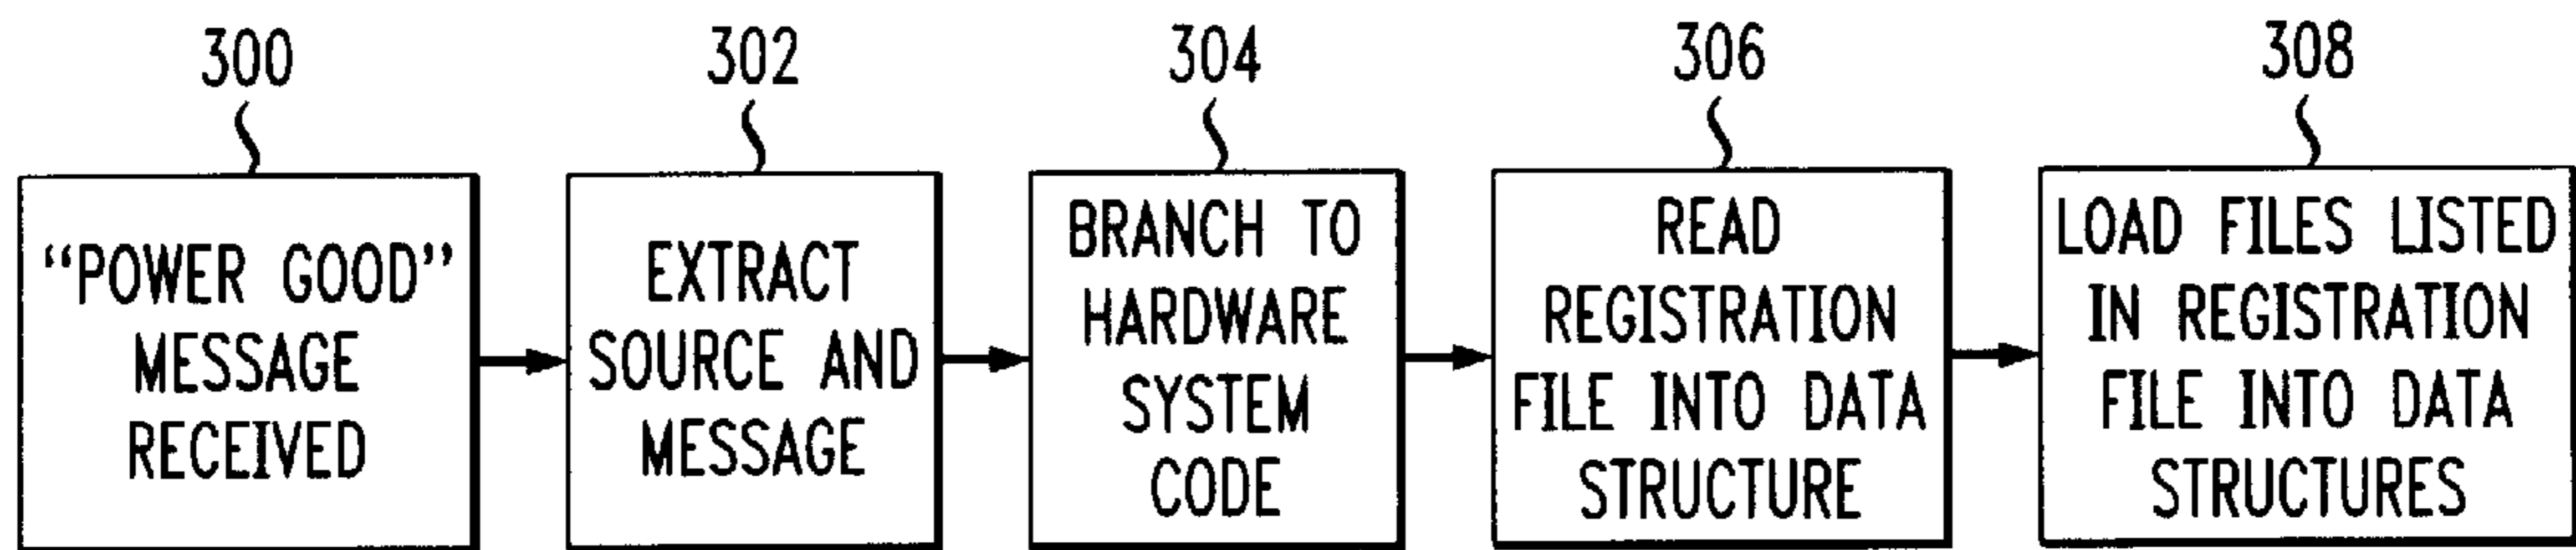 300
302
304
306
308
“POWER GOOD”
MESSAGE
RECEIVED
EXTRACT
SOURCE AND
MESSAGE
BRANCH TO
HARDWARE
SYSTEM
CODE
READ
REGISTRATION
FILE INTO DATA
STRUCTURE
LOAD FILES LISTED
IN REGISTRATION
FILE INTO DATA
STRUCTURES